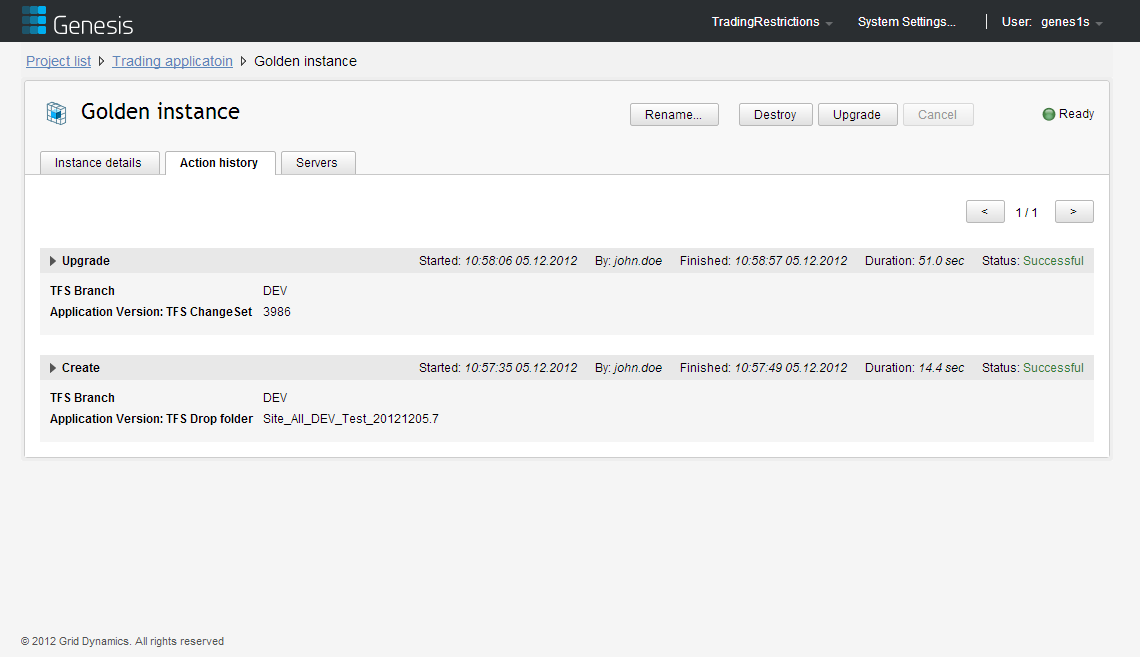 Genesis TradingRestrictions System Settings... User: genes1s
Project list Trading applicatoin Golden instance
Golden instance Rename... Destroy Upgrade Cancel Ready
Instance details Action history Servers
< 1 / 1 >
Upgrade Started: 10:58:06 05.12.2012 By: john.doe Finished: 10:58:57 05.12.2012 Duration: 51.0 sec Status: Successful
TFS Branch DEV
Application Version: TFS ChangeSet 3986
Create Started: 10:57:35 05.12.2012 By: john.doe Finished: 10:57:49 05.12.2012 Duration: 14.4 sec Status: Successful
TFS Branch DEV
Application Version: TFS Drop folder Site_All_DEV_Test_20121205.7
© 2012 Grid Dynamics. All rights reserved